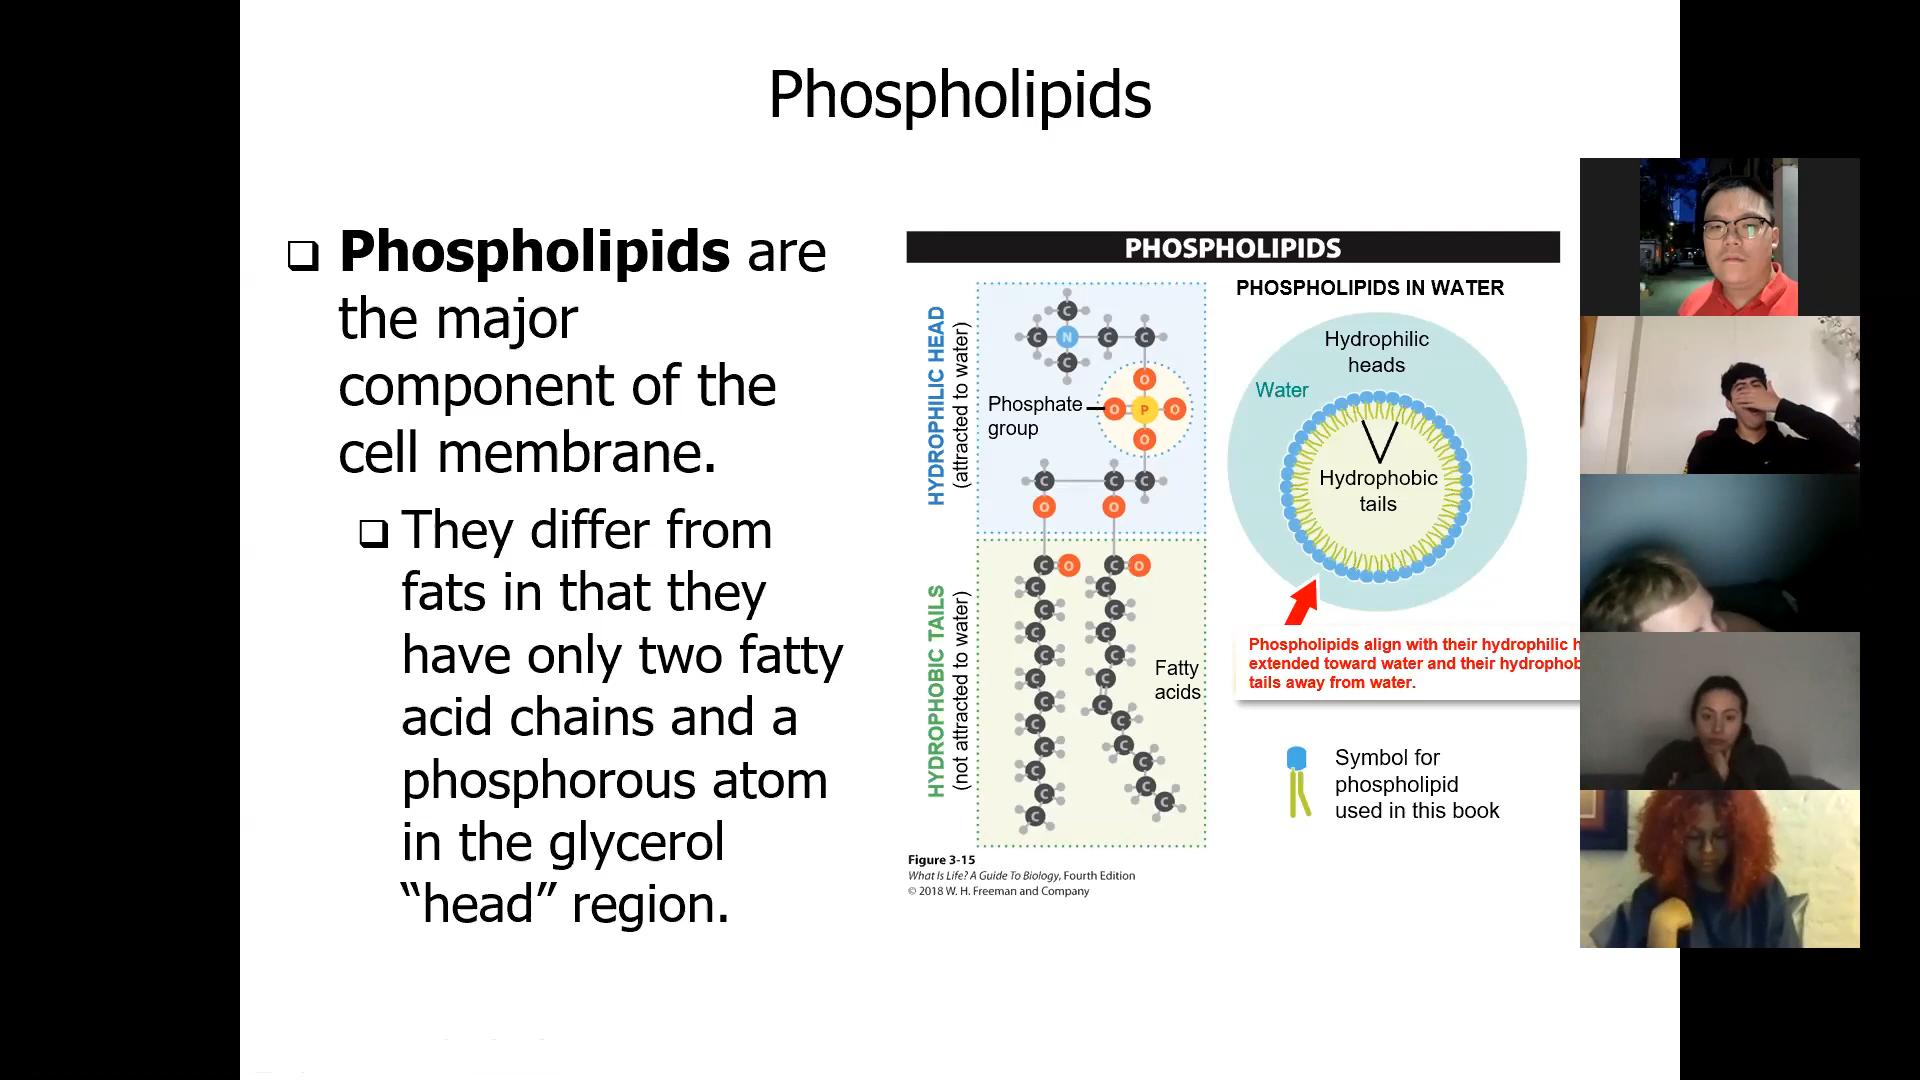 Phospholipids
❑ Phospholipids are
the major
component of the
cell membrane.
❑ They differ from
fats in that they
have only two fatty
acid chains and a
phosphorous atom
in the glycerol
“head” region.
PHOSPHOLIPIDS
HYDROPHILIC HEAD
(attracted to water)
C
C N C C
C
O
Phosphate
group
O P O
O
C C C
O O
HYDROPHOBIC TAILS
(not attracted to water)
C O C O
C C
C C
C C
C C
C C
C C
C C
C C
C C
C C
C C
Fatty
acids
PHOSPHOLIPIDS IN WATER
Hydrophilic
heads
Water
Hydrophobic
tails
Phospholipids align with their hydrophilic
extended toward water and their
tails away from water.
Symbol for
phospholipid
used in this book
Figure 3-15
What Is Life? A Guide To Biology, Fourth Edition
© 2018 W. H. Freeman and Company